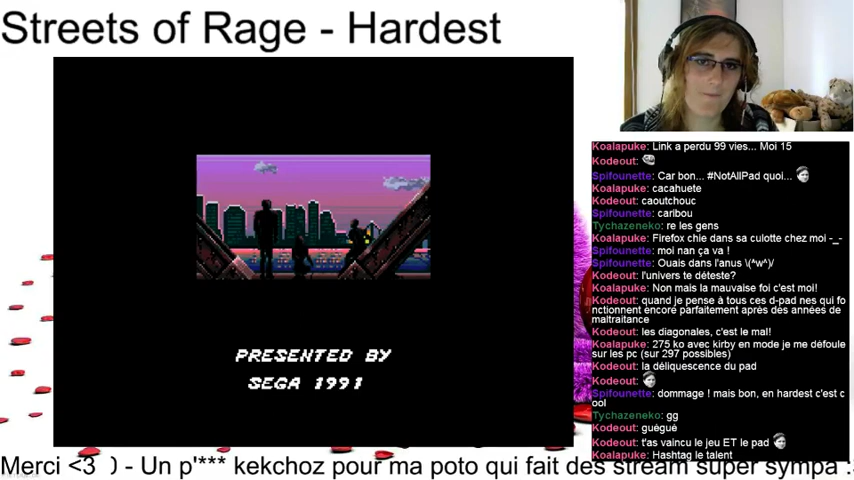 Streets of Rage - Hardest
PRESENTED BY
SEGA 1991
Koalapuke: Link a perdu 99 vies... Moi 15
Kodeout:
Spifounette: Car bon... #NotAllPad quoi...
Koalapuke: cacahuete
Kodeout: caoutchouc
Spifounette: caribou
Tychazeneko: re les gens
Koalapuke: Firefox chie dans sa culotte chez moi -_-
Spifounette: moi nan ça va !
Spifounette: Ouais dans l'anus \(^w^)/
Kodeout: l'univers te déteste?
Koalapuke: Non mais la mauvaise foi c'est moi!
Kodeout: quand je pense à tous ces d-pad nes qui fo
nctionnent encore parfaitement après des années de
maltraitance
Kodeout: les diagonales, c'est le mal!
Koalapuke: 275 ko avec kirby en mode je me défoule
sur les pc (sur 297 possibles)
Kodeout: la déliquescence du pad
Kodeout:
Spifounette: dommage ! mais bon, en hardest c'est c
ool
Tychazeneko: gg
Kodeout: guégué
Kodeout: t'as vaincu le jeu ET le pad
Koalapuke: Hashtag le talent
Merci <3 ) - Un p'*** kekchoz pour ma poto qui fait des stream super sympa :